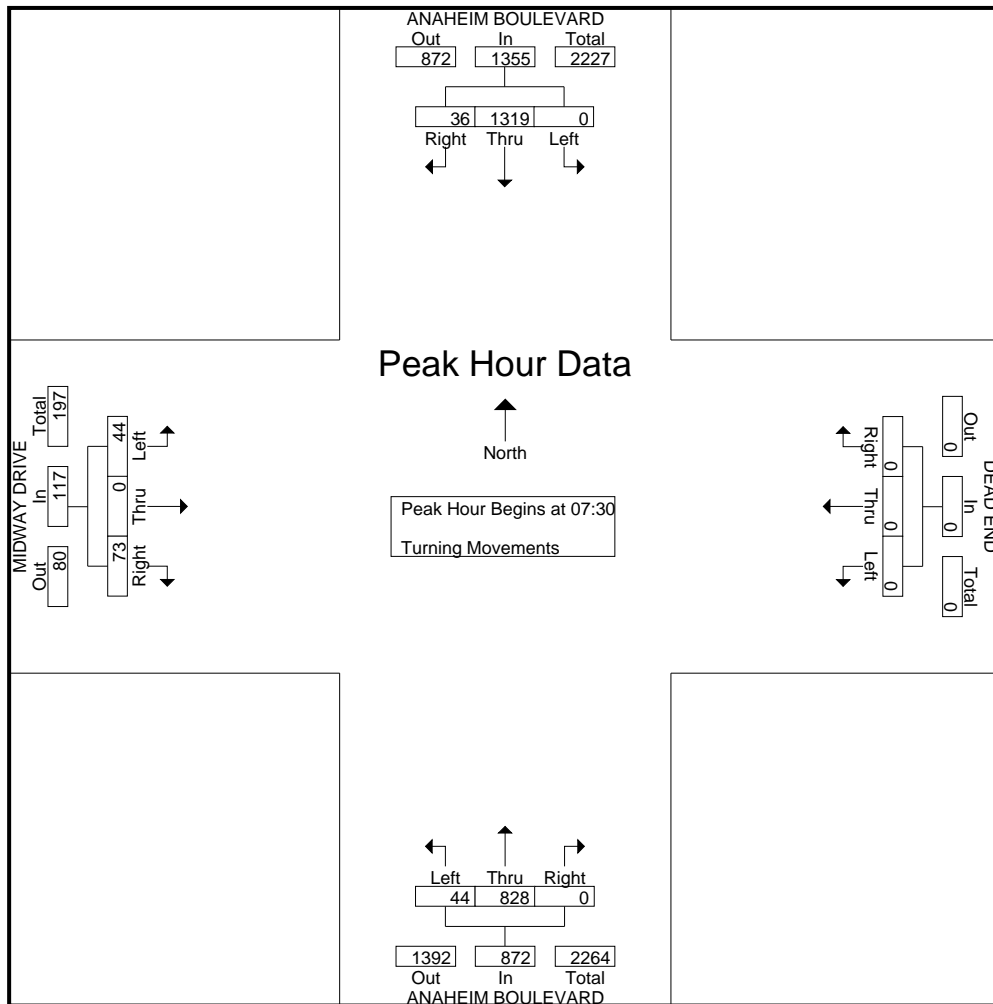 ANAHEIM BOULEVARD
Out In Total
872 1355 2227
36 1319 0
Right Thru Left
Peak Hour Data
North
Peak Hour Begins at 07:30
Turning Movements
MIDWAY DRIVE
Out In Total
80 117 197
73 0 44
Right Thru Left
DEAD END
Out In Total
0 0 0
0 0 0
Right Thru Left
Left Thru Right
44 828 0
1392 872 2264
Out In Total
ANAHEIM BOULEVARD